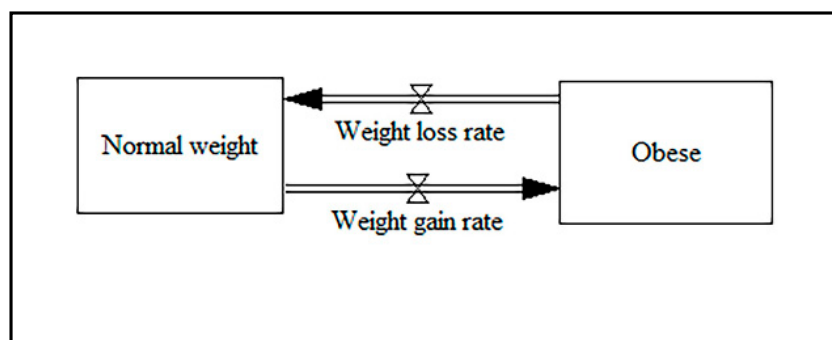 Normal weight
Weight loss rate
Obese
Weight gain rate